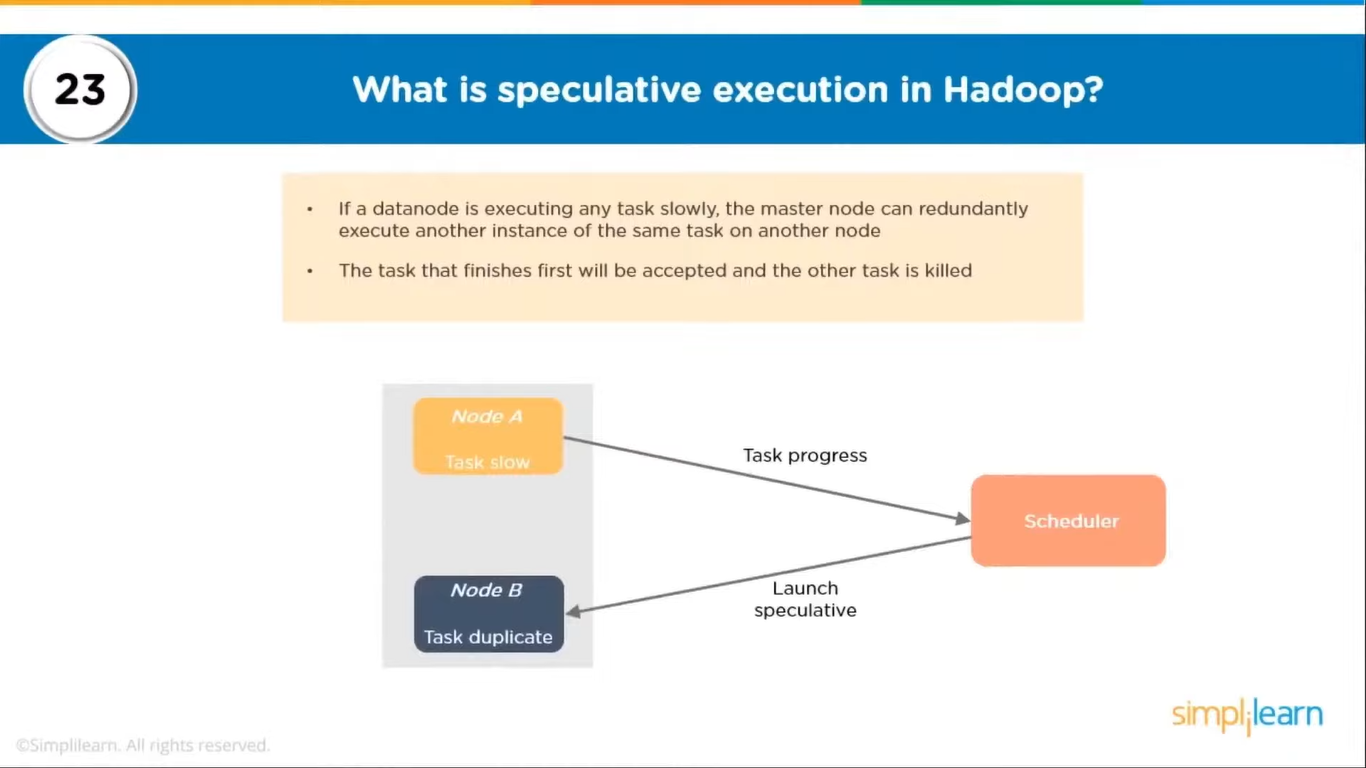 23
What is speculative execution in Hadoop?
• If a datanode is executing any task slowly, the master node can redundantly
execute another instance of the same task on another node
• The task that finishes first will be accepted and the other task is killed
Node A
Task slow
Task progress
Scheduler
Node B
Task duplicate
Launch
speculative
simplilearn
©Simplilearn. All rights reserved.